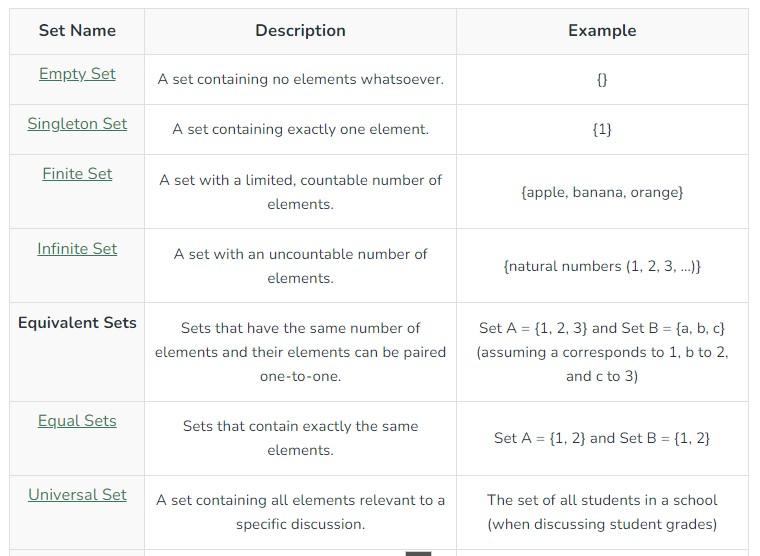 Set Name Description Example
Empty Set
A set containing no elements whatsoever. {}
Singleton Set
A set containing exactly one element. {1}
Finite Set
A set with a limited, countable number of
elements.
{apple, banana, orange}
Infinite Set
A set with an uncountable number of
elements.
{natural numbers (1, 2, 3, ...)}
Equivalent Sets
Sets that have the same number of
elements and their elements can be paired
one-to-one.
Set A = {1, 2, 3} and Set B = {a, b, c}
(assuming a corresponds to 1, b to 2,
and c to 3)
Equal Sets
Sets that contain exactly the same
elements.
Set A = {1, 2} and Set B = {1, 2}
Universal Set
A set containing all elements relevant to a
specific discussion.
The set of all students in a school
(when discussing student grades)